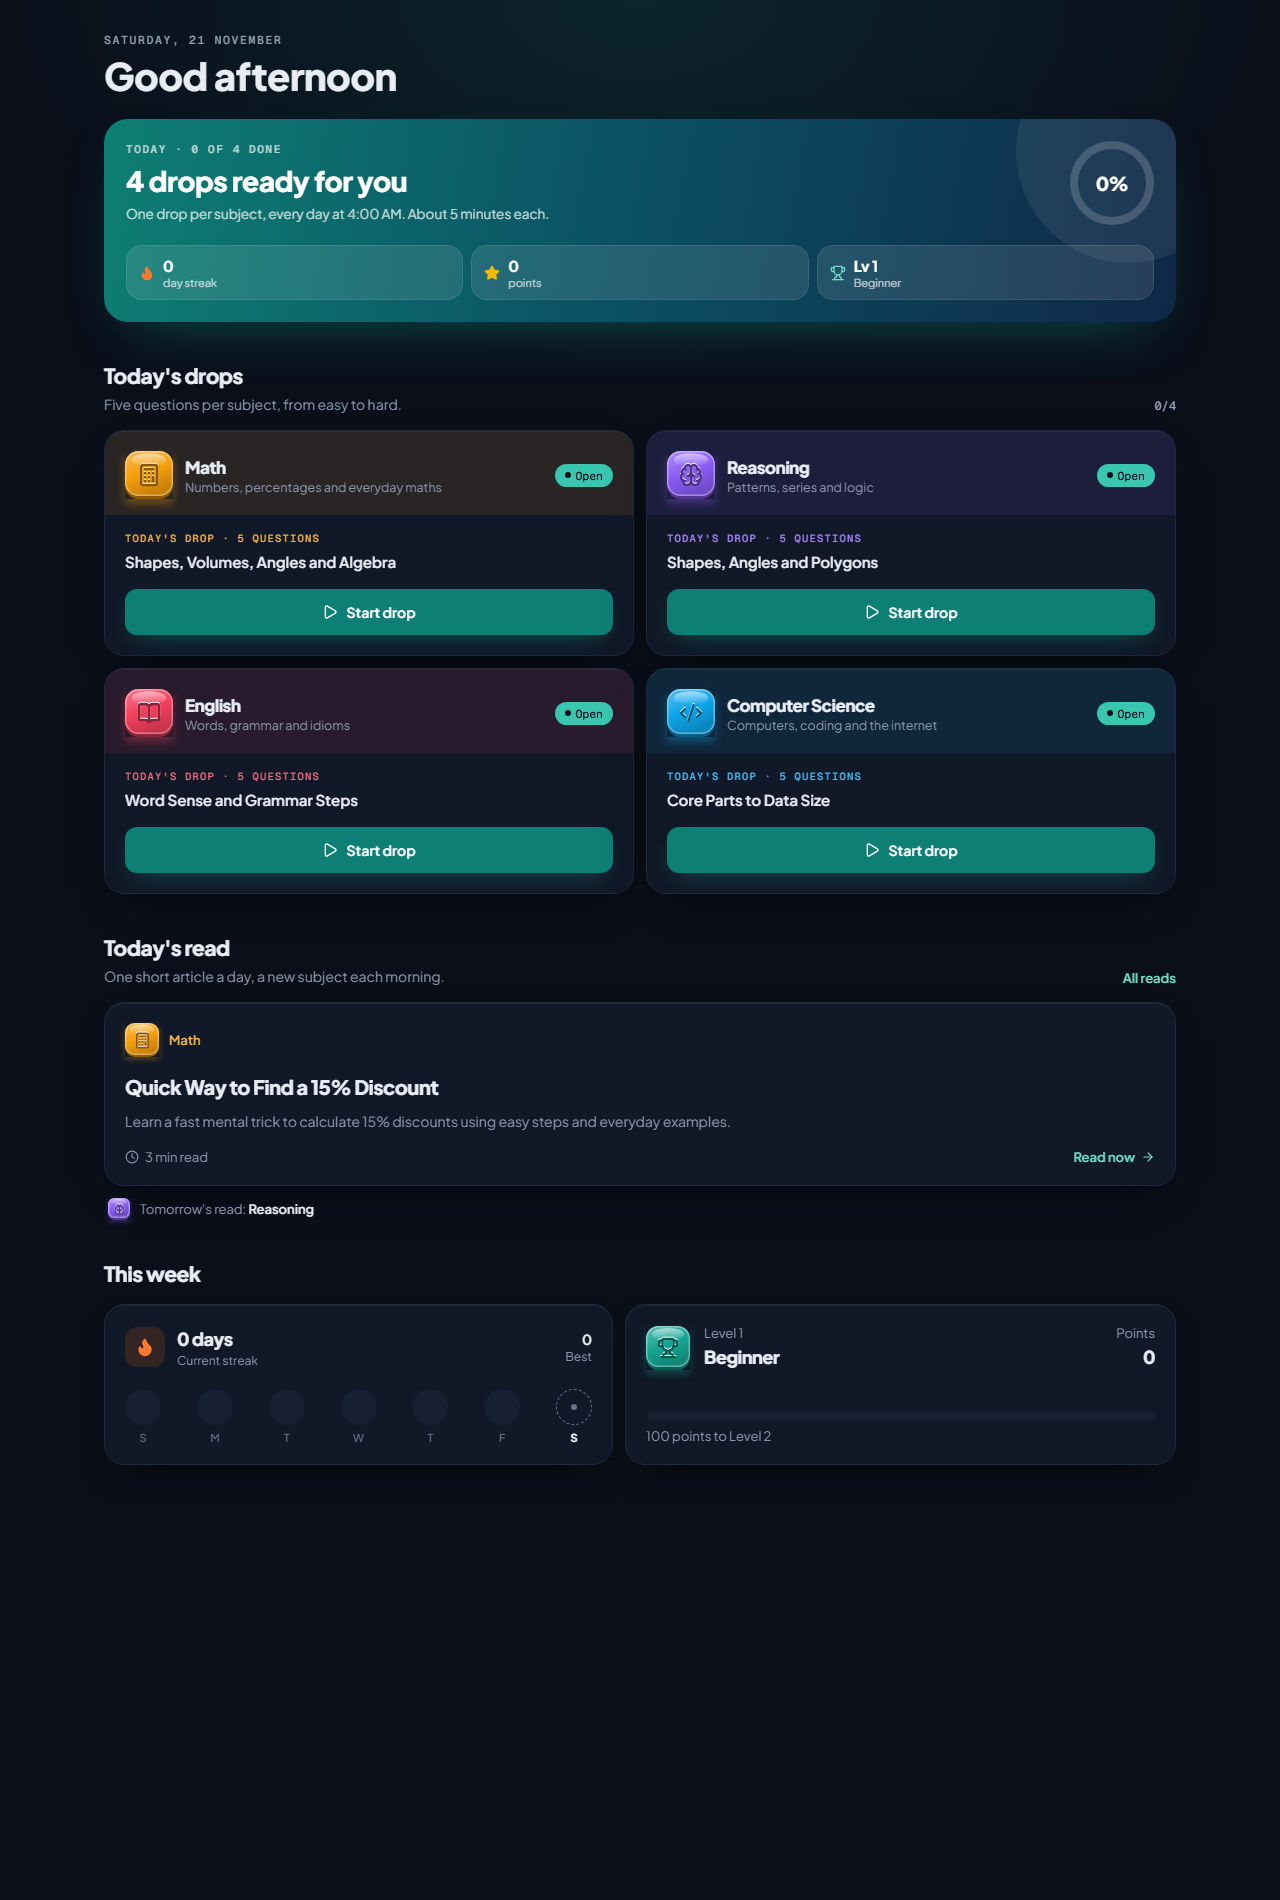 SATURDAY, 21 NOVEMBER
Good afternoon
TODAY · 0 OF 4 DONE
4 drops ready for you
One drop per subject, every day at 4:00 AM. About 5 minutes each.
0%
0
day streak
0
points
Lv 1
Beginner
Today's drops
Five questions per subject, from easy to hard.
0/4
Math
Numbers, percentages and everyday maths
Open
TODAY'S DROP · 5 QUESTIONS
Shapes, Volumes, Angles and Algebra
Start drop
Reasoning
Patterns, series and logic
Open
TODAY'S DROP · 5 QUESTIONS
Shapes, Angles and Polygons
Start drop
English
Words, grammar and idioms
Open
TODAY'S DROP · 5 QUESTIONS
Word Sense and Grammar Steps
Start drop
Computer Science
Computers, coding and the internet
Open
TODAY'S DROP · 5 QUESTIONS
Core Parts to Data Size
Start drop
Today's read
One short article a day, a new subject each morning.
All reads
Math
Quick Way to Find a 15% Discount
Learn a fast mental trick to calculate 15% discounts using easy steps and everyday examples.
3 min read
Read now
Tomorrow's read: Reasoning
This week
0 days
Current streak
0
Best
S M T W T F S
Level 1
Beginner
Points
0
100 points to Level 2